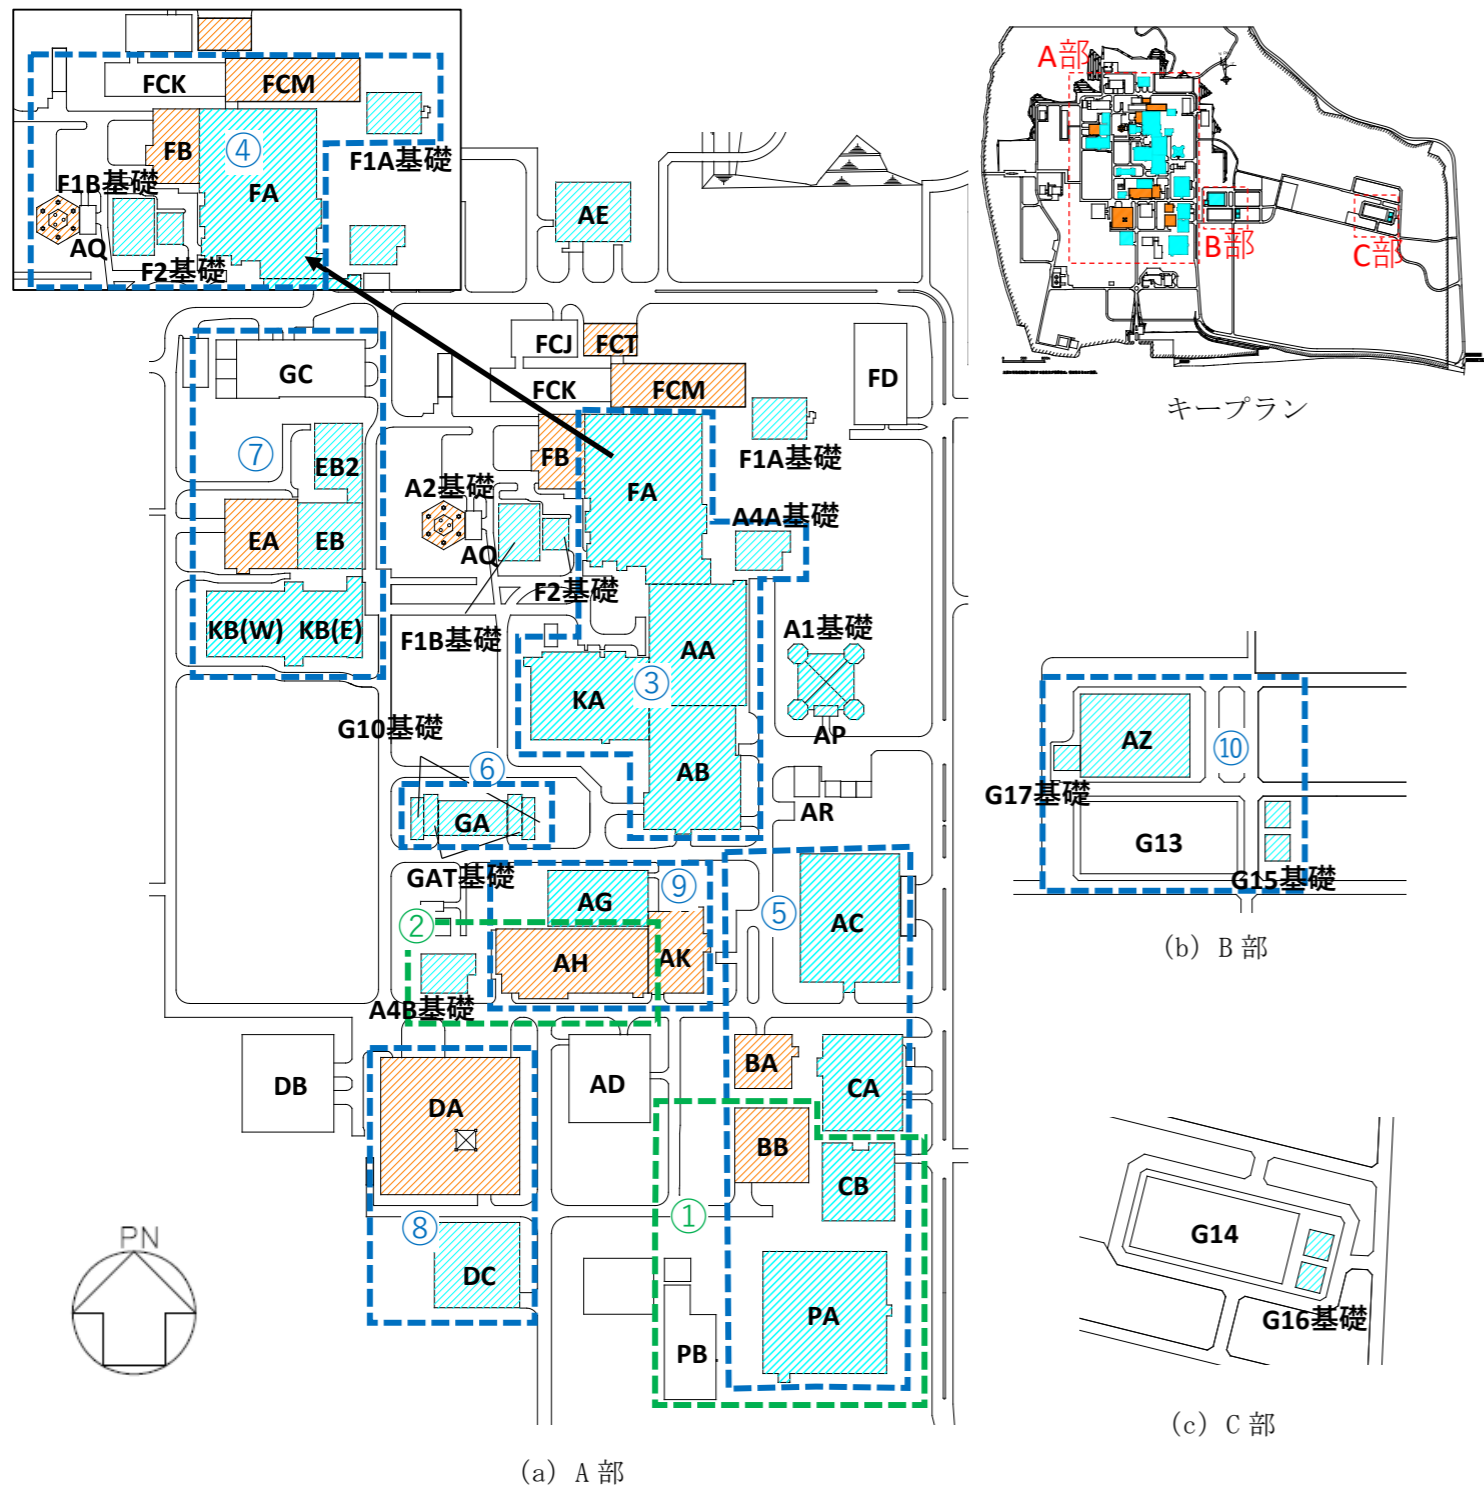 FCK
FCM
FB
④
FA
F1A基礎
F1B基礎
AQ
F2基礎
AE
A部
B部
C部
キープラン
FCJ
FCT
GC
FCK
FCM
FD
⑦
EB2
FB
FA
F1A基礎
A2基礎
A4A基礎
EA
EB
AQ
F2基礎
KB(W)
KB(E)
F1B基礎
A1基礎
AA
③
KA
G10基礎
AP
⑥
AB
GA
AR
GAT基礎
⑨
②
AG
⑤
AC
AH
AK
A4B基礎
DB
AD
BA
CA
DA
BB
CB
①
⑧
DC
PA
PB
PN
(a) A部
AZ
⑩
G17基礎
G13
G15基礎
(b) B部
G14
G16基礎
(c) C部